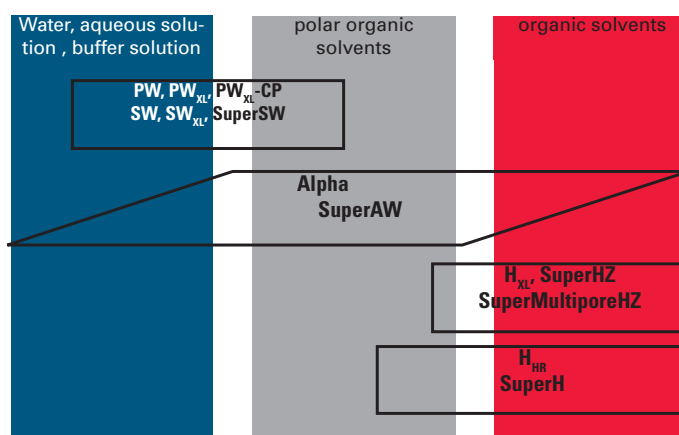 Water, aqueous solu-
tion , buffer solution
polar organic
solvents
organic solvents
PW, PWXL, PWXL-CP
SW, SWXL, SuperSW
Alpha
SuperAW
HXL, SuperHZ
SuperMultiporeHZ
HHR
SuperH